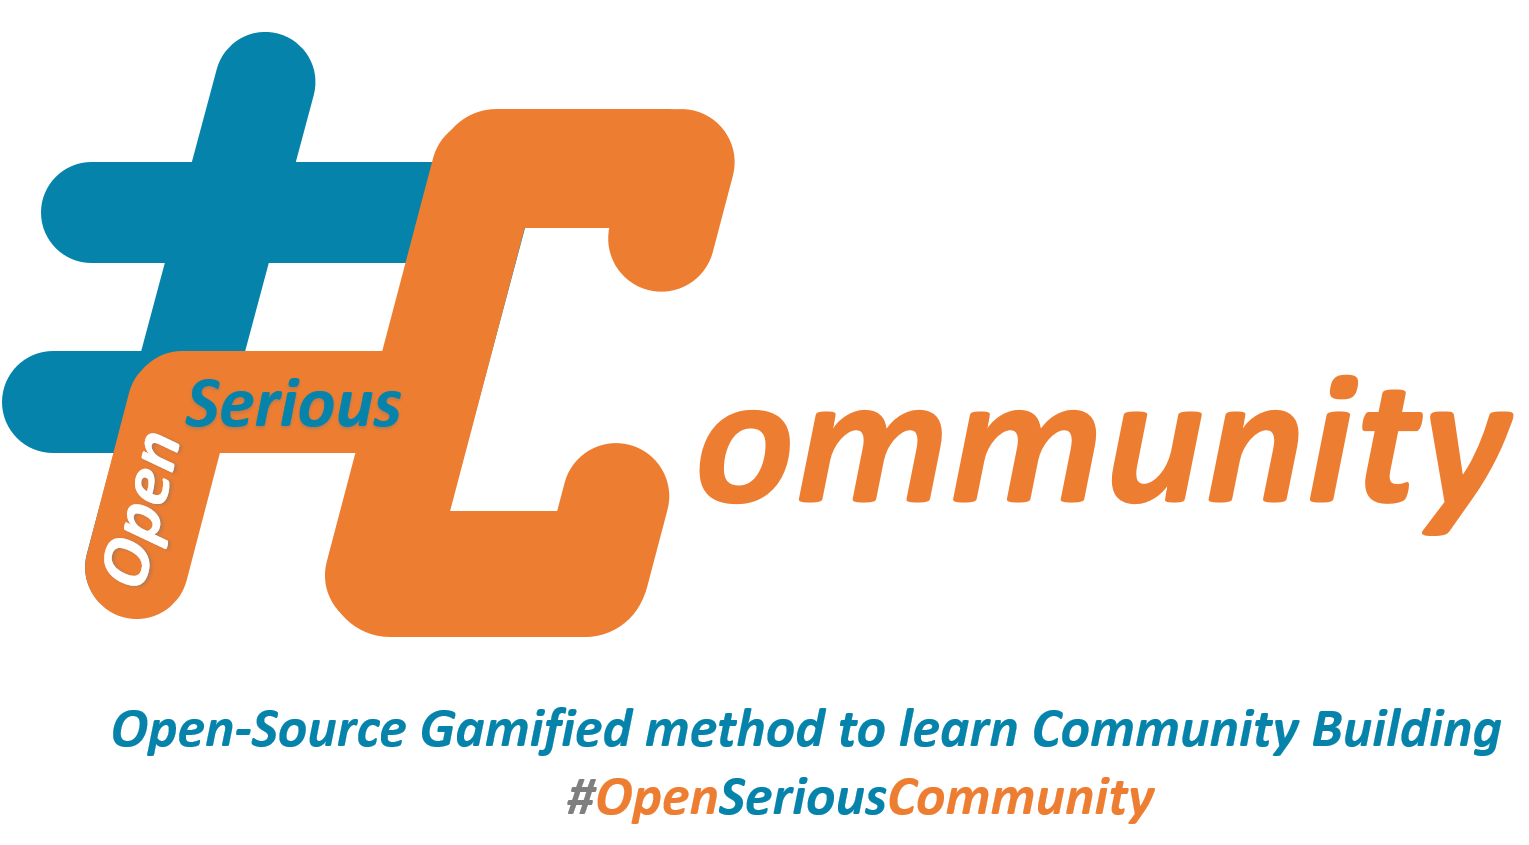 #Community
Serious
Open
Open-Source Gamified method to learn Community Building
#OpenSeriousCommunity